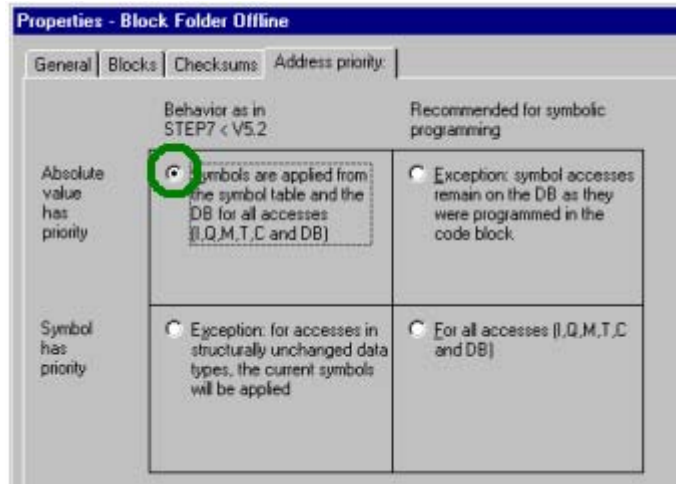 Properties - Block Folder Offline
General Blocks Checksums Address priority:
Behavior as in
STEP7 < V5.2
Recommended for symbolic
programming
Absolute
value
has
priority
Symbols are applied from
the symbol table and the
DB for all accesses
(I,Q,M,T,C and DB)
Exception: symbol accesses
remain on the DB as they
were programmed in the
code block.
Symbol
has
priority
Exception: for accesses in
structurally unchanged data
types, the current symbols
will be applied
For all accesses (I,Q,M,T,C
and DB)